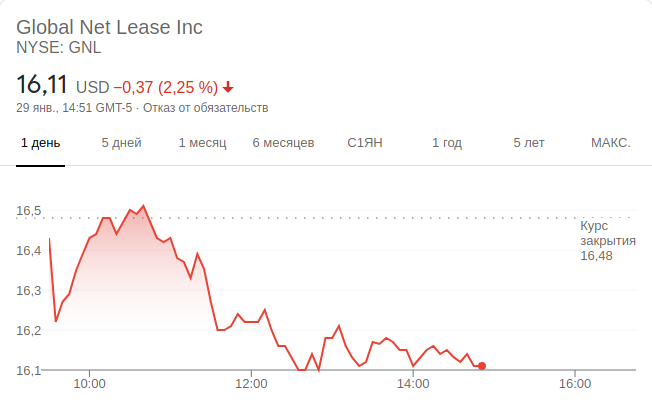 Global Net Lease Inc
NYSE: GNL
16,11 USD −0,37 (2,25 %)
29 янв., 14:51 GMT-5 · Отказ от обязательств
1 день 5 дней 1 месяц 6 месяцев С1ЯН 1 год 5 лет МАКС.
16,5
Курс
закрытия
16,48
16,4
16,3
16,2
16,1
10:00 12:00 14:00 16:00